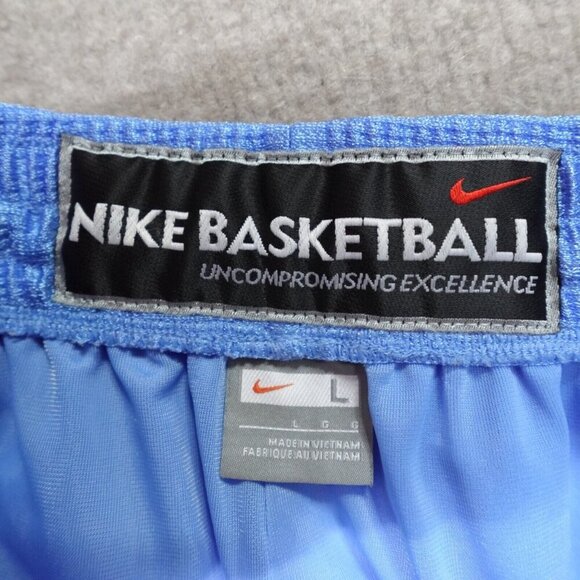 NIKE BASKETBALL
UNCOMPROMISING EXCELLENCE
L
L G G
MADE IN VIETNAM
FABRIQUE AU VIETNAM